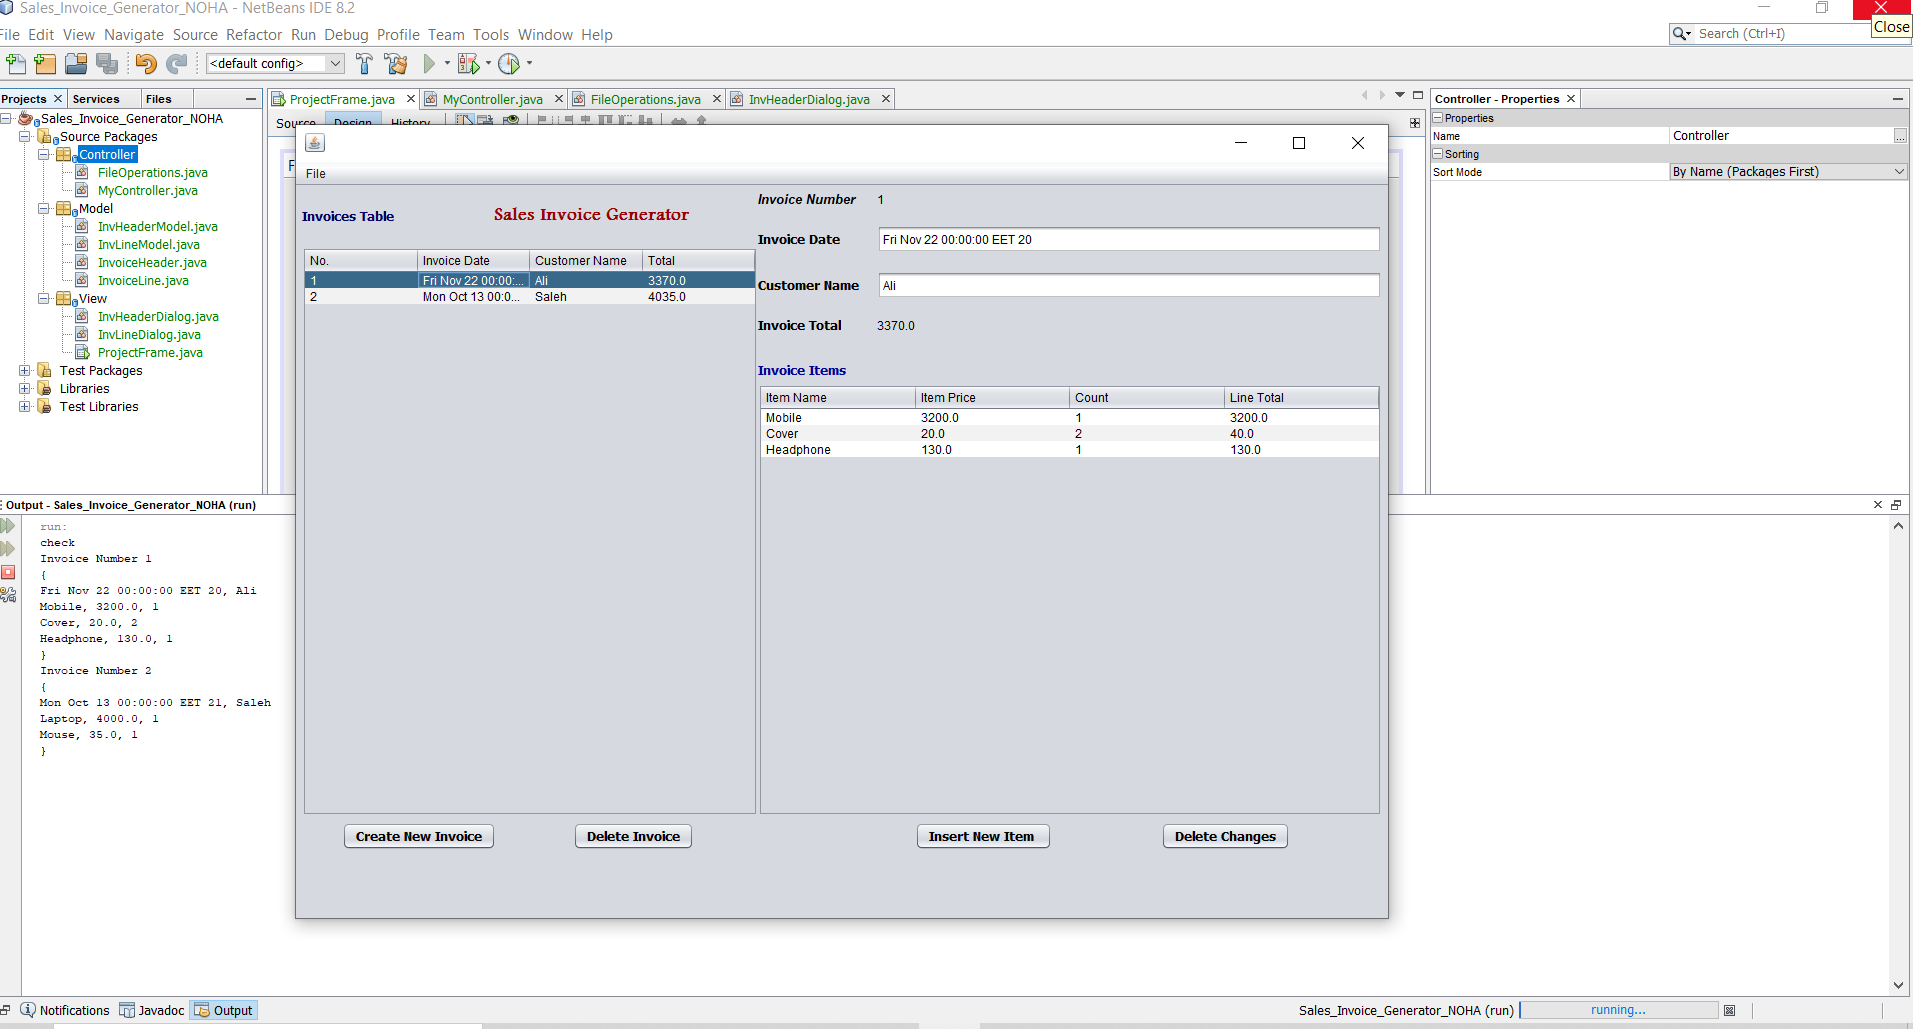 Sales_Invoice_Generator_NOHA - NetBeans IDE 8.2
File Edit View Navigate Source Refactor Run Debug Profile Team Tools Window Help
Search (Ctrl+I)
Close
<default config>
Projects
Services
Files
Sales_Invoice_Generator_NOHA
Source Packages
Controller
FileOperations.java
MyController.java
Model
InvHeaderModel.java
InvLineModel.java
InvoiceHeader.java
InvoiceLine.java
View
InvHeaderDialog.java
InvLineDialog.java
ProjectFrame.java
Test Packages
Libraries
Test Libraries
ProjectFrame.java
MyController.java
FileOperations.java
InvHeaderDialog.java
Source Design History
F
File
Invoices Table
Sales Invoice Generator
No. Invoice Date Customer Name Total
1 Fri Nov 22 00:00:... Ali 3370.0
2 Mon Oct 13 00:0... Saleh 4035.0
Invoice Number 1
Invoice Date Fri Nov 22 00:00:00 EET 20
Customer Name Ali
Invoice Total 3370.0
Invoice Items
Item Name Item Price Count Line Total
Mobile 3200.0 1 3200.0
Cover 20.0 2 40.0
Headphone 130.0 1 130.0
Create New Invoice
Delete Invoice
Insert New Item
Delete Changes
Controller - Properties
Properties
Name Controller
...
Sorting
Sort Mode By Name (Packages First)
Output - Sales_Invoice_Generator_NOHA (run)
run:
check
Invoice Number 1
{
Fri Nov 22 00:00:00 EET 20, Ali
Mobile, 3200.0, 1
Cover, 20.0, 2
Headphone, 130.0, 1
}
Invoice Number 2
{
Mon Oct 13 00:00:00 EET 21, Saleh
Laptop, 4000.0, 1
Mouse, 35.0, 1
}
Notifications
Javadoc
Output
Sales_Invoice_Generator_NOHA (run)
running...